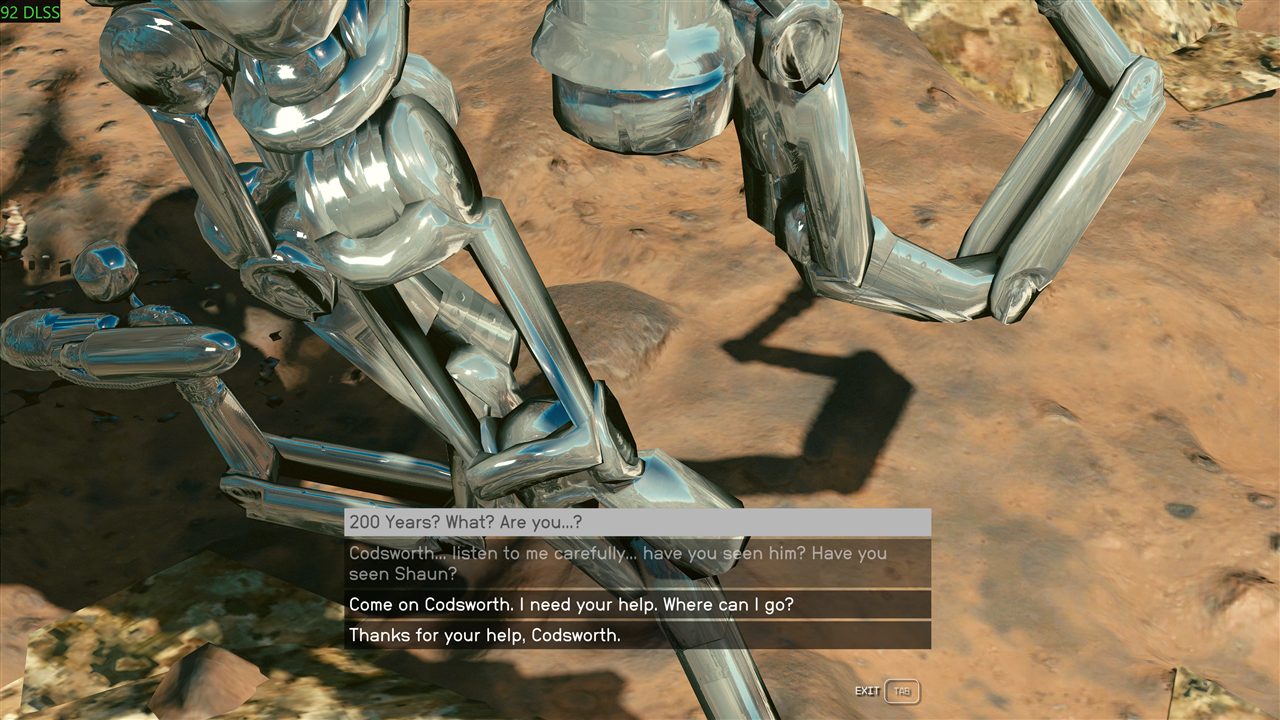 92 DLSS
200 Years? What? Are you...?
Codsworth... listen to me carefully... have you seen him? Have you
seen Shaun?
Come on Codsworth. I need your help. Where can I go?
Thanks for your help, Codsworth.
EXIT TAB